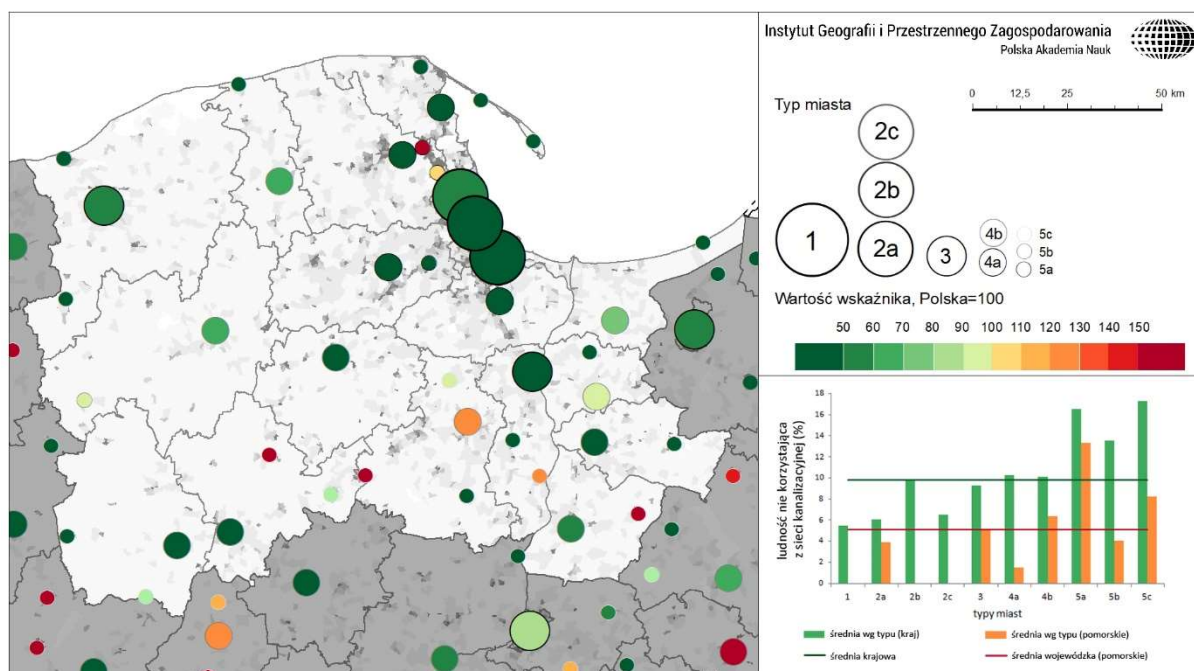 Instytut Geografii i Przestrzennego Zagospodarowania
Polska Akademia Nauk
0 12,5 25 50 km
Typ miasta
2c
2b
1
2a
3
4b
4a
5c
5b
5a
Wartość wskaźnika, Polska=100
50 60 70 80 90 100 110 120 130 140 150
ludność nie korzystająca
z sieci kanalizacyjnej (%)
18
16
14
12
10
8
6
4
2
0
1 2a 2b 2c 3 4a 4b 5a 5b 5c
typy miast
średnia wg typu (kraj)
średnia wg typu (pomorskie)
średnia krajowa
średnia wojewódzka (pomorskie)